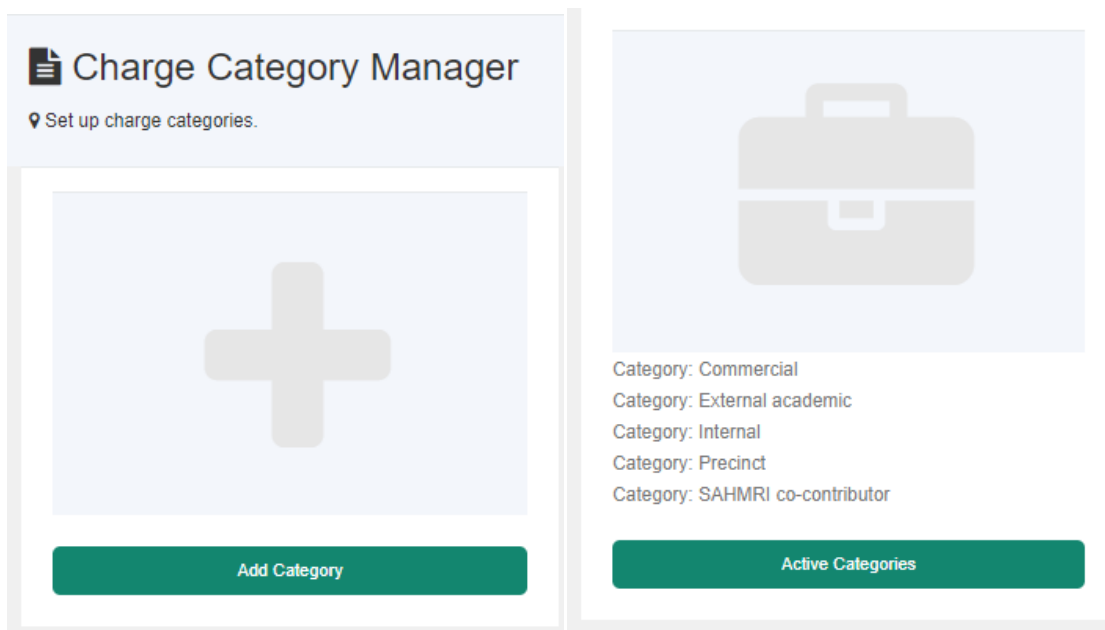 Charge Category Manager
Set up charge categories.
Add Category
Category: Commercial
Category: External academic
Category: Internal
Category: Precinct
Category: SAHMRI co-contributor
Active Categories